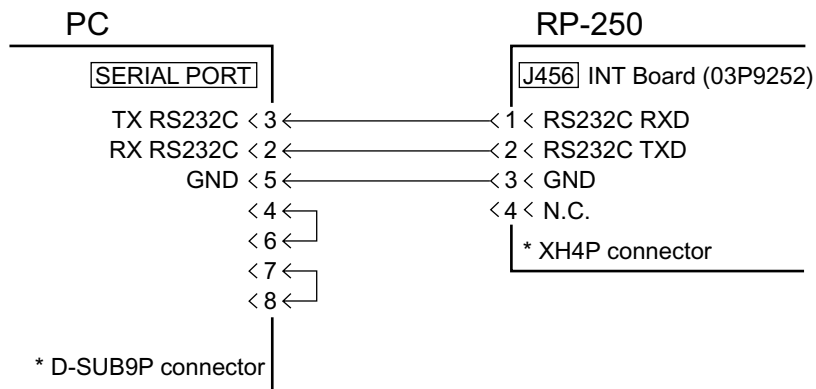 PC RP-250
SERIAL PORT J456 INT Board (03P9252)
TX RS232C < 3 < < 1 < RS232C RXD
RX RS232C < 2 < < 2 < RS232C TXD
GND < 5 < < 3 < GND
< 4 < < 4 < N.C.
< 6 <
* XH4P connector
< 7 <
< 8 <
* D-SUB9P connector